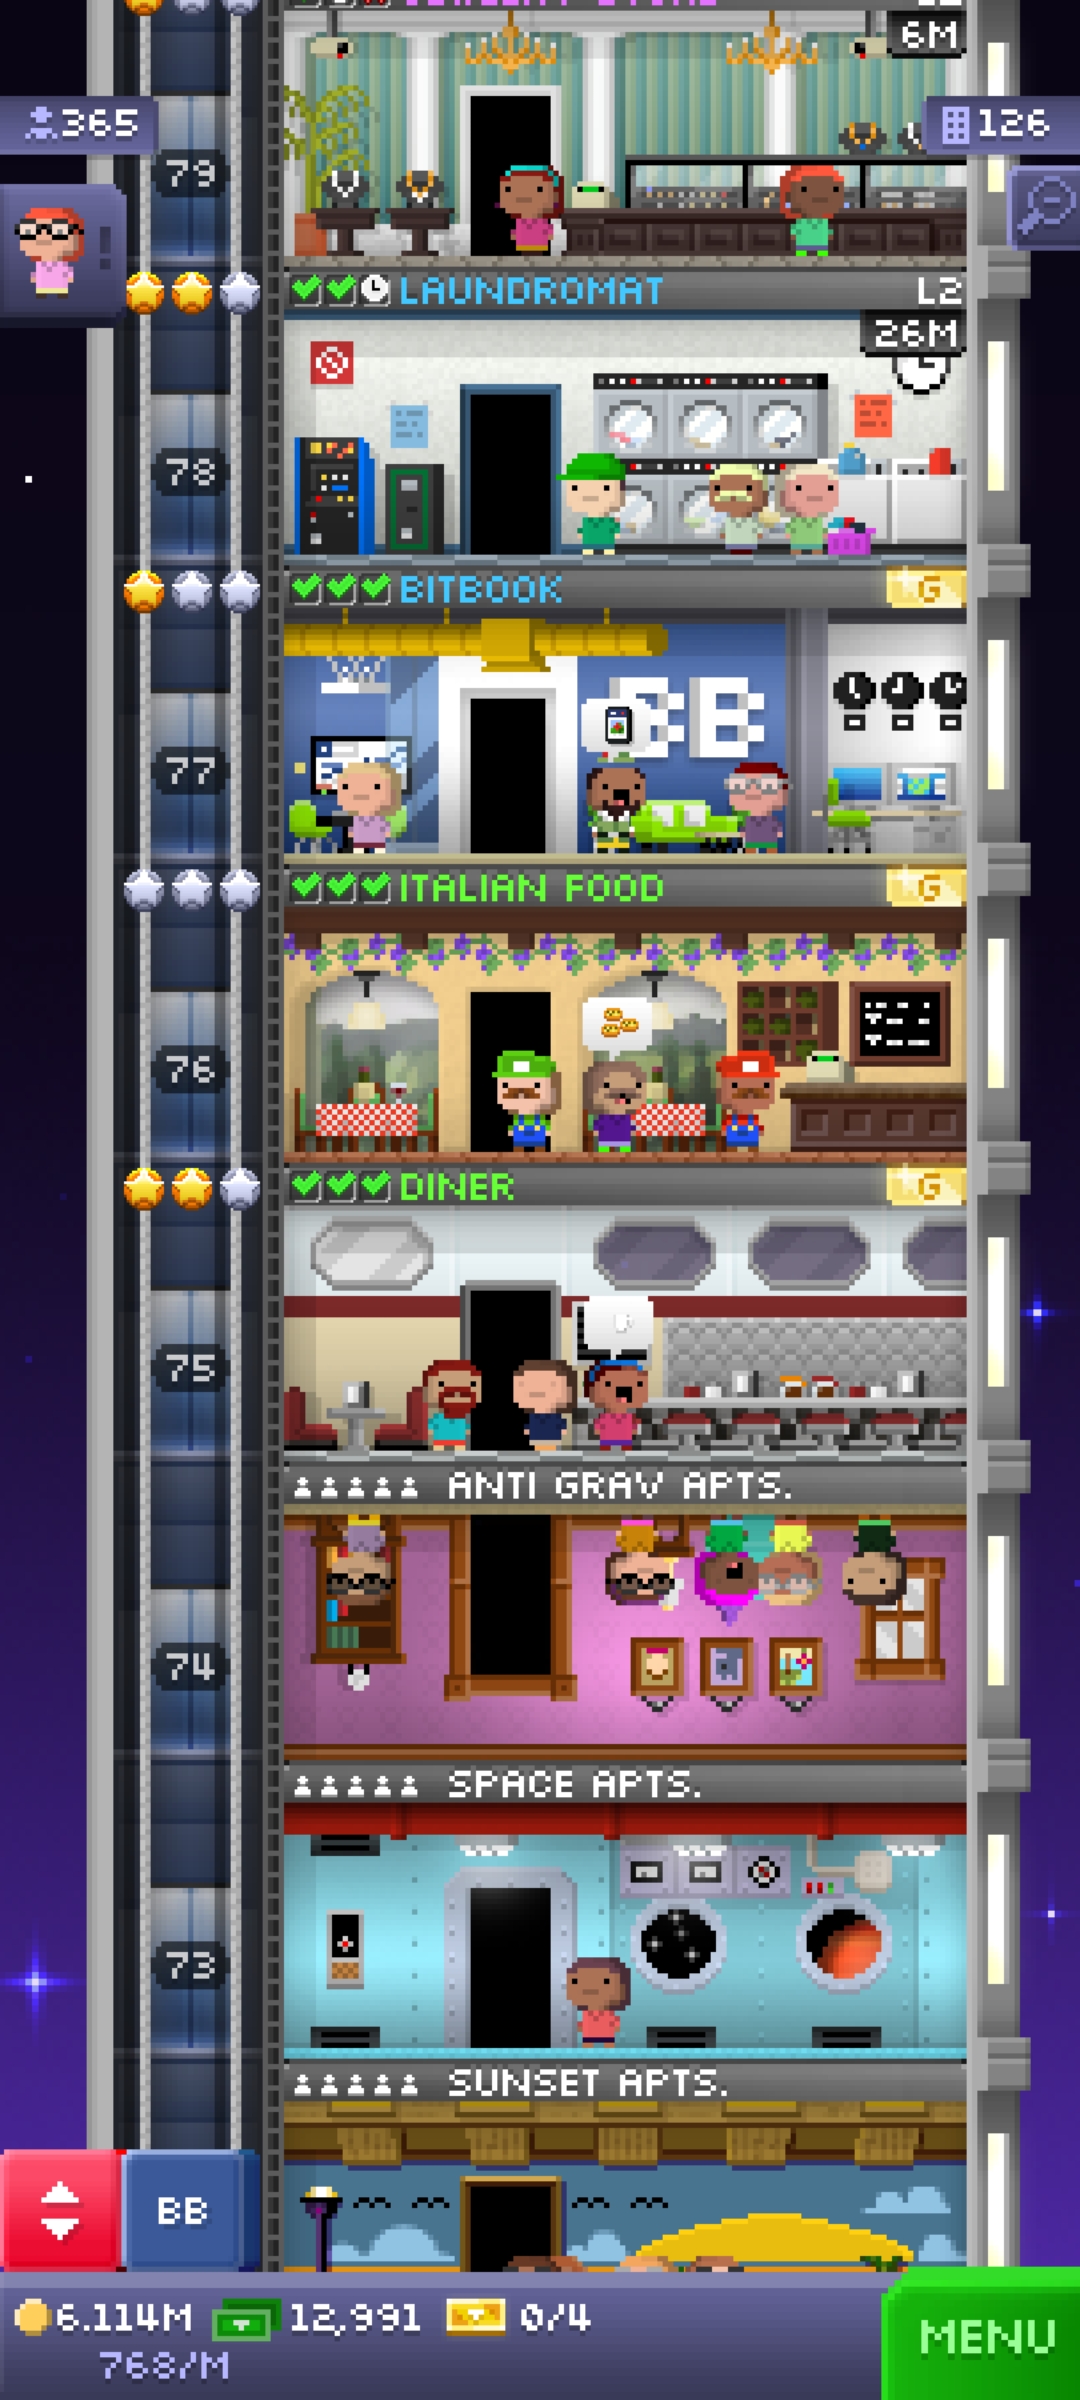 6M
365
126
79
LAUNDROMAT L2
26M
78
BITBOOK G
BB
77
ITALIAN FOOD G
76
DINER G
75
ANTI GRAV APTS.
74
SPACE APTS.
73
SUNSET APTS.
BB
6.114M 12,991 0/4
768/M
MENU